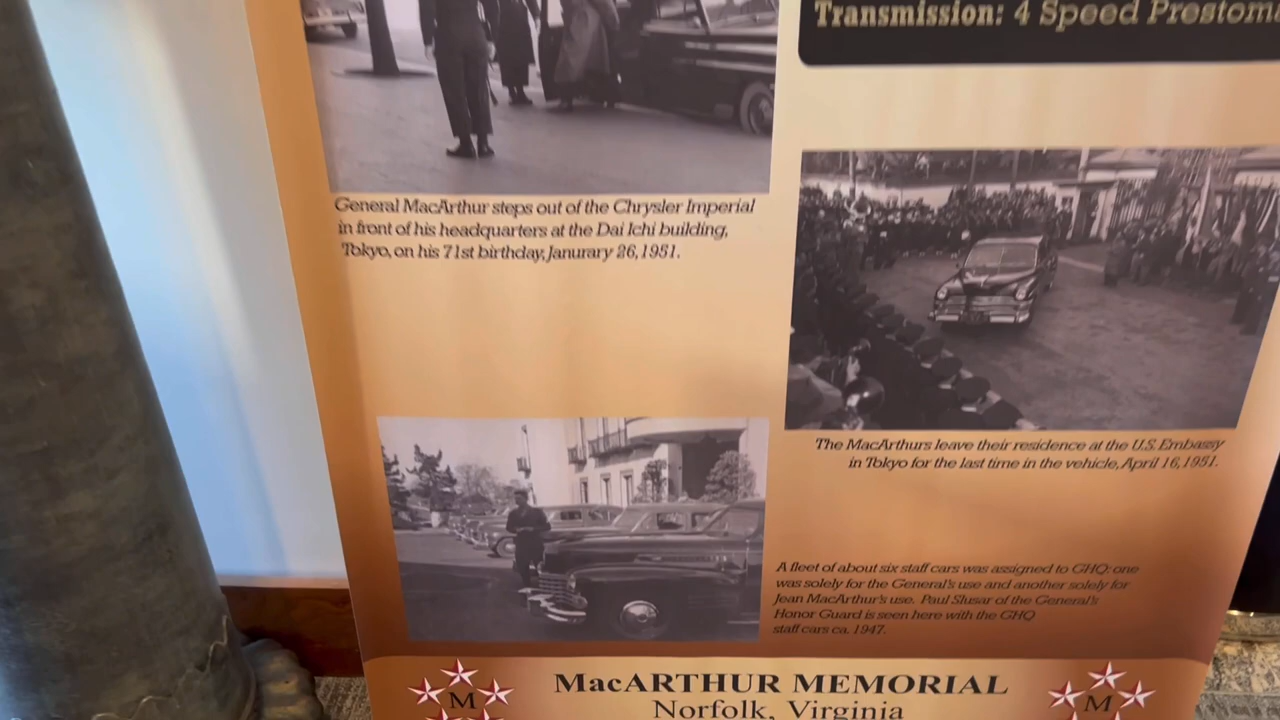 Transmission: 4 Speed
General MacArthur steps out of the Chrysler Imperial
in front of his headquarters at the Dai Ichi building,
Tokyo, on his 71st birthday, Janurary 26, 1951.
The MacArthurs leave their residence at the U.S. Embassy
in Tokyo for the last time in the vehicle, April 16, 1951.
A fleet of about six staff cars was assigned to GHQ: one
was solely for the General's use and another solely for
Jean MacArthur's use. Paul Slusar of the General's
Honor Guard is seen here with the GHQ
staff cars ca. 1947.
M
MacARTHUR MEMORIAL
Norfolk, Virginia
M